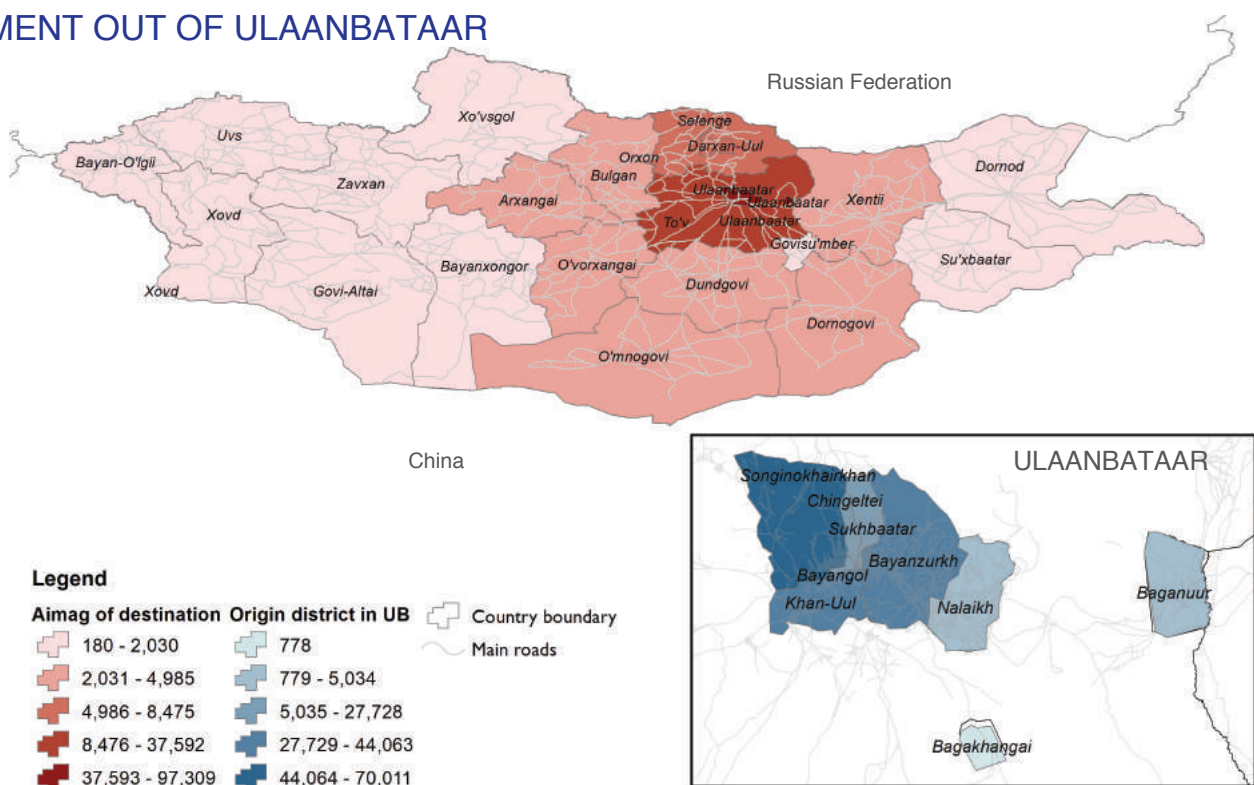 MENT OUT OF ULAANBATAAR
Russian Federation
Xo'vsgol
Selenge
Uvs
Darxan-Uul
Bayan-O'lgii
Orxon
Dornod
Bulgan
Zavxan
Ulaanbaatar
Arxangai
Ulaanbaatar
Xentii
Xovd
To'v
Ulaanbaatar
Govisu'mber
Bayanxongor
O'vorxangai
Su'xbaatar
Xovd
Govi-Altai
Dundgovi
Dornogovi
O'mnogovi
China
ULAANBATAAR
Songinokhairkhan
Chingeltei
Sukhbaatar
Bayanzurkh
Bayangol
Khan-Uul
Nalaikh
Baganuur
Bagakhangai
Legend
Aimag of destination
180 - 2,030
2,031 - 4,985
4,986 - 8,475
8,476 - 37,592
37,593 - 97,309
Origin district in UB
778
779 - 5,034
5,035 - 27,728
27,729 - 44,063
44,064 - 70,011
Country boundary
Main roads